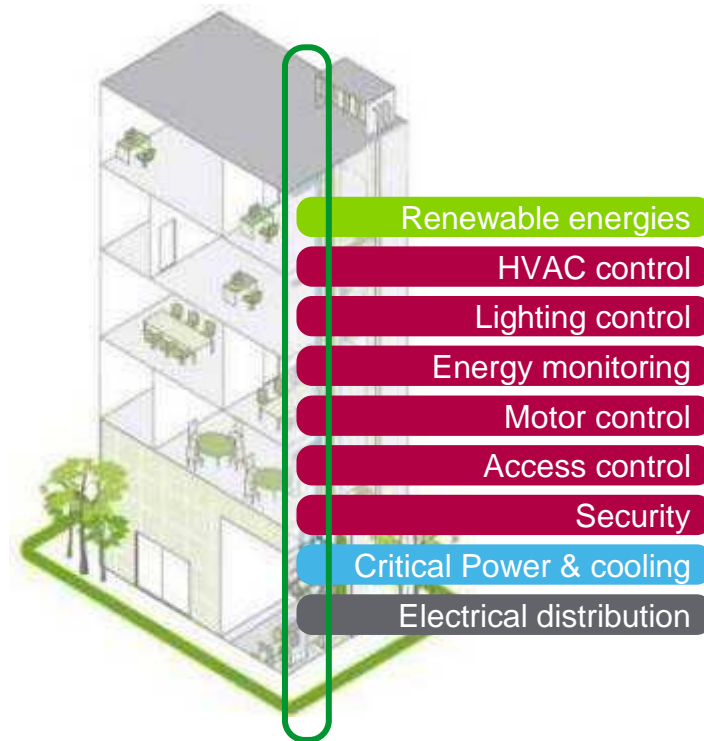 Renewable energies
HVAC control
Lighting control
Energy monitoring
Motor control
Access control
Security
Critical Power & cooling
Electrical distribution